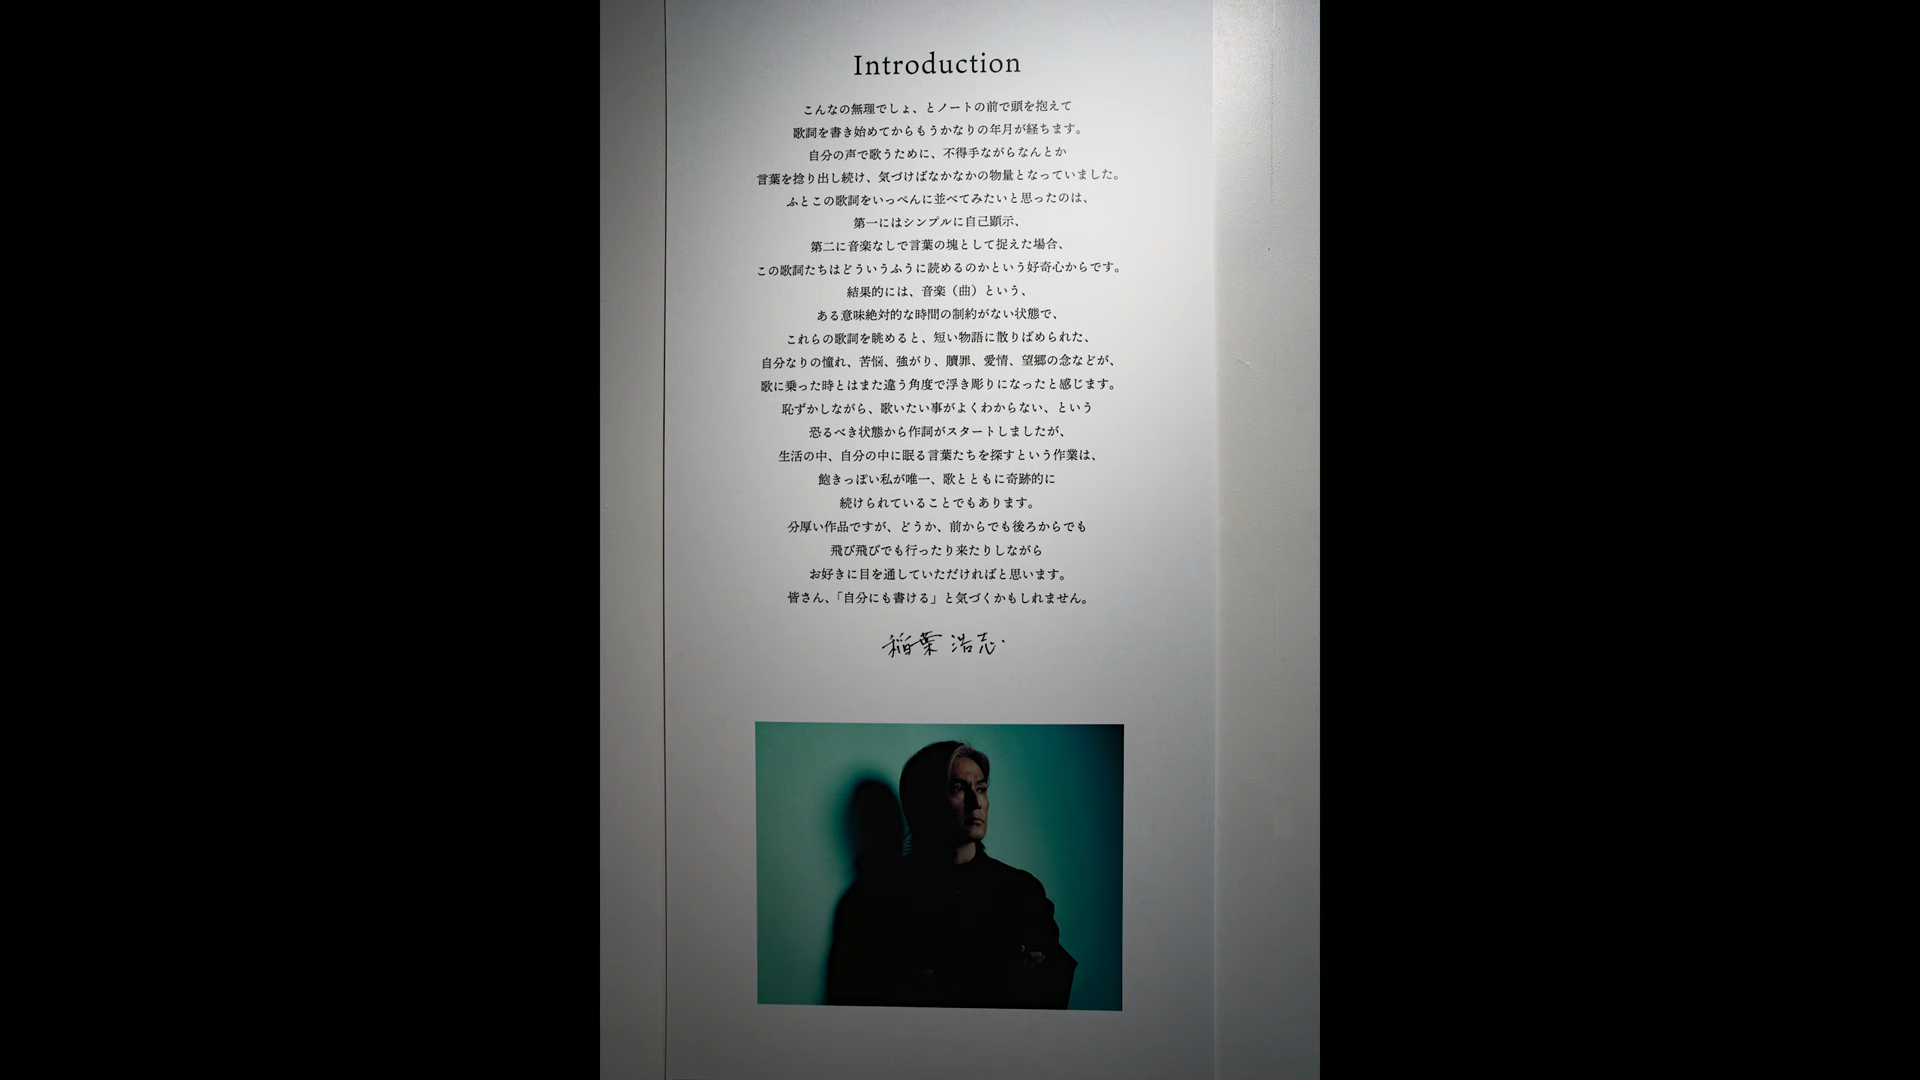 Introduction
こんなの無理でしょ、とノートの前で頭を抱えて
歌詞を書き始めてからもうかなりの年月が経ちます。
自分の声で歌うために、不得手ながらなんとか
言葉を捻り出し続け、気づけばなかなかの物量となっていました。
ふとこの歌詞をいっぺんに並べてみたいと思ったのは、
第一にはシンプルに自己顕示、
第二に音楽なしで言葉の塊として捉えた場合、
この歌詞たちはどういうふうに読めるのかという好奇心からです。
結果的には、音楽（曲）という、
ある意味絶対的な時間の制約がない状態で、
これらの歌詞を眺めると、短い物語に散りばめられた、
自分なりの憧れ、苦悩、強がり、贖罪、愛情、望郷の念などが、
歌に乗った時とはまた違う角度で浮き彫りになったと感じます。
恥ずかしながら、歌いたい事がよくわからない、という
恐るべき状態から作詞がスタートしましたが、
生活の中、自分の中に眠る言葉たちを探すという作業は、
飽きっぽい私が唯一、歌とともに奇跡的に
続けられていることでもあります。
分厚い作品ですが、どうか、前からでも後ろからでも
飛び飛びでも行ったり来たりしながら
お好きに目を通していただければと思います。
皆さん、「自分にも書ける」と気づくかもしれません。
稲葉浩志